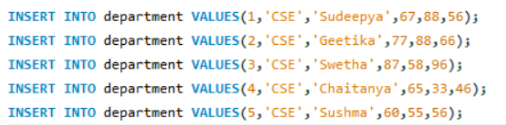 INSERT INTO department VALUES(1,'CSE','Sudeepya',67,88,56);
INSERT INTO department VALUES(2,'CSE','Geetika',77,88,66);
INSERT INTO department VALUES(3,'CSE','Swetha',87,58,96);
INSERT INTO department VALUES(4,'CSE','Chaitanya',65,33,46);
INSERT INTO department VALUES(5,'CSE','Sushma',60,55,56);